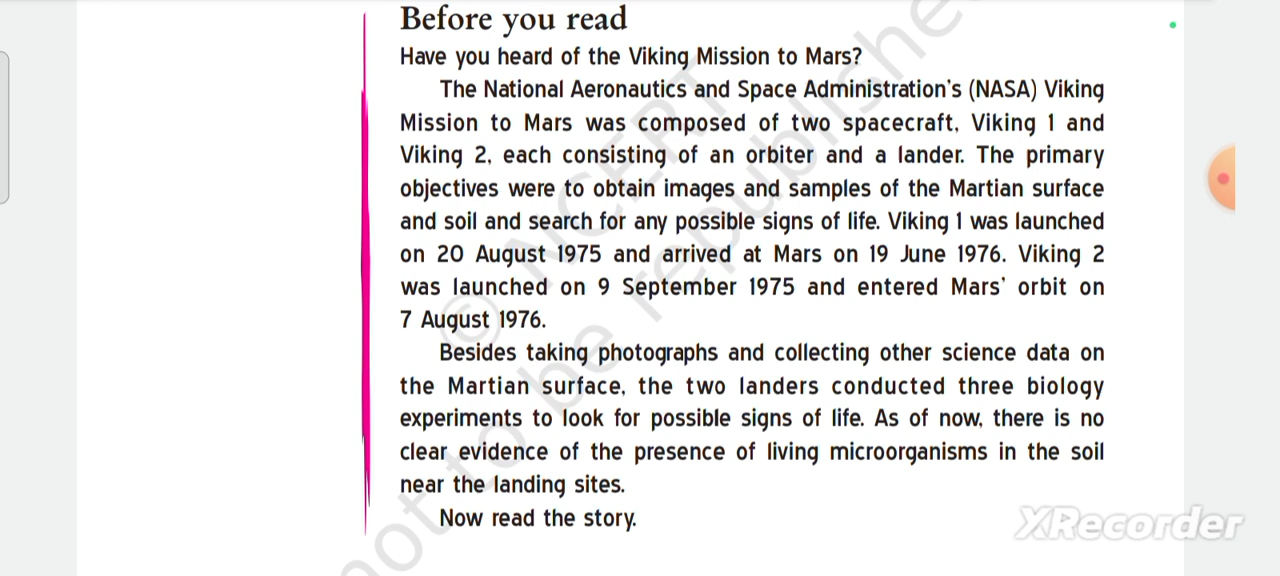 Before you read
Have you heard of the Viking Mission to Mars?
The National Aeronautics and Space Administration's (NASA) Viking
Mission to Mars was composed of two spacecraft, Viking 1 and
Viking 2, each consisting of an orbiter and a lander. The primary
objectives were to obtain images and samples of the Martian surface
and soil and search for any possible signs of life. Viking 1 was launched
on 20 August 1975 and arrived at Mars on 19 June 1976. Viking 2
was launched on 9 September 1975 and entered Mars' orbit on
7 August 1976.
Besides taking photographs and collecting other science data on
the Martian surface, the two landers conducted three biology
experiments to look for possible signs of life. As of now, there is no
clear evidence of the presence of living microorganisms in the soil
near the landing sites.
Now read the story.
© NCERT
not to be republished
XRecorder